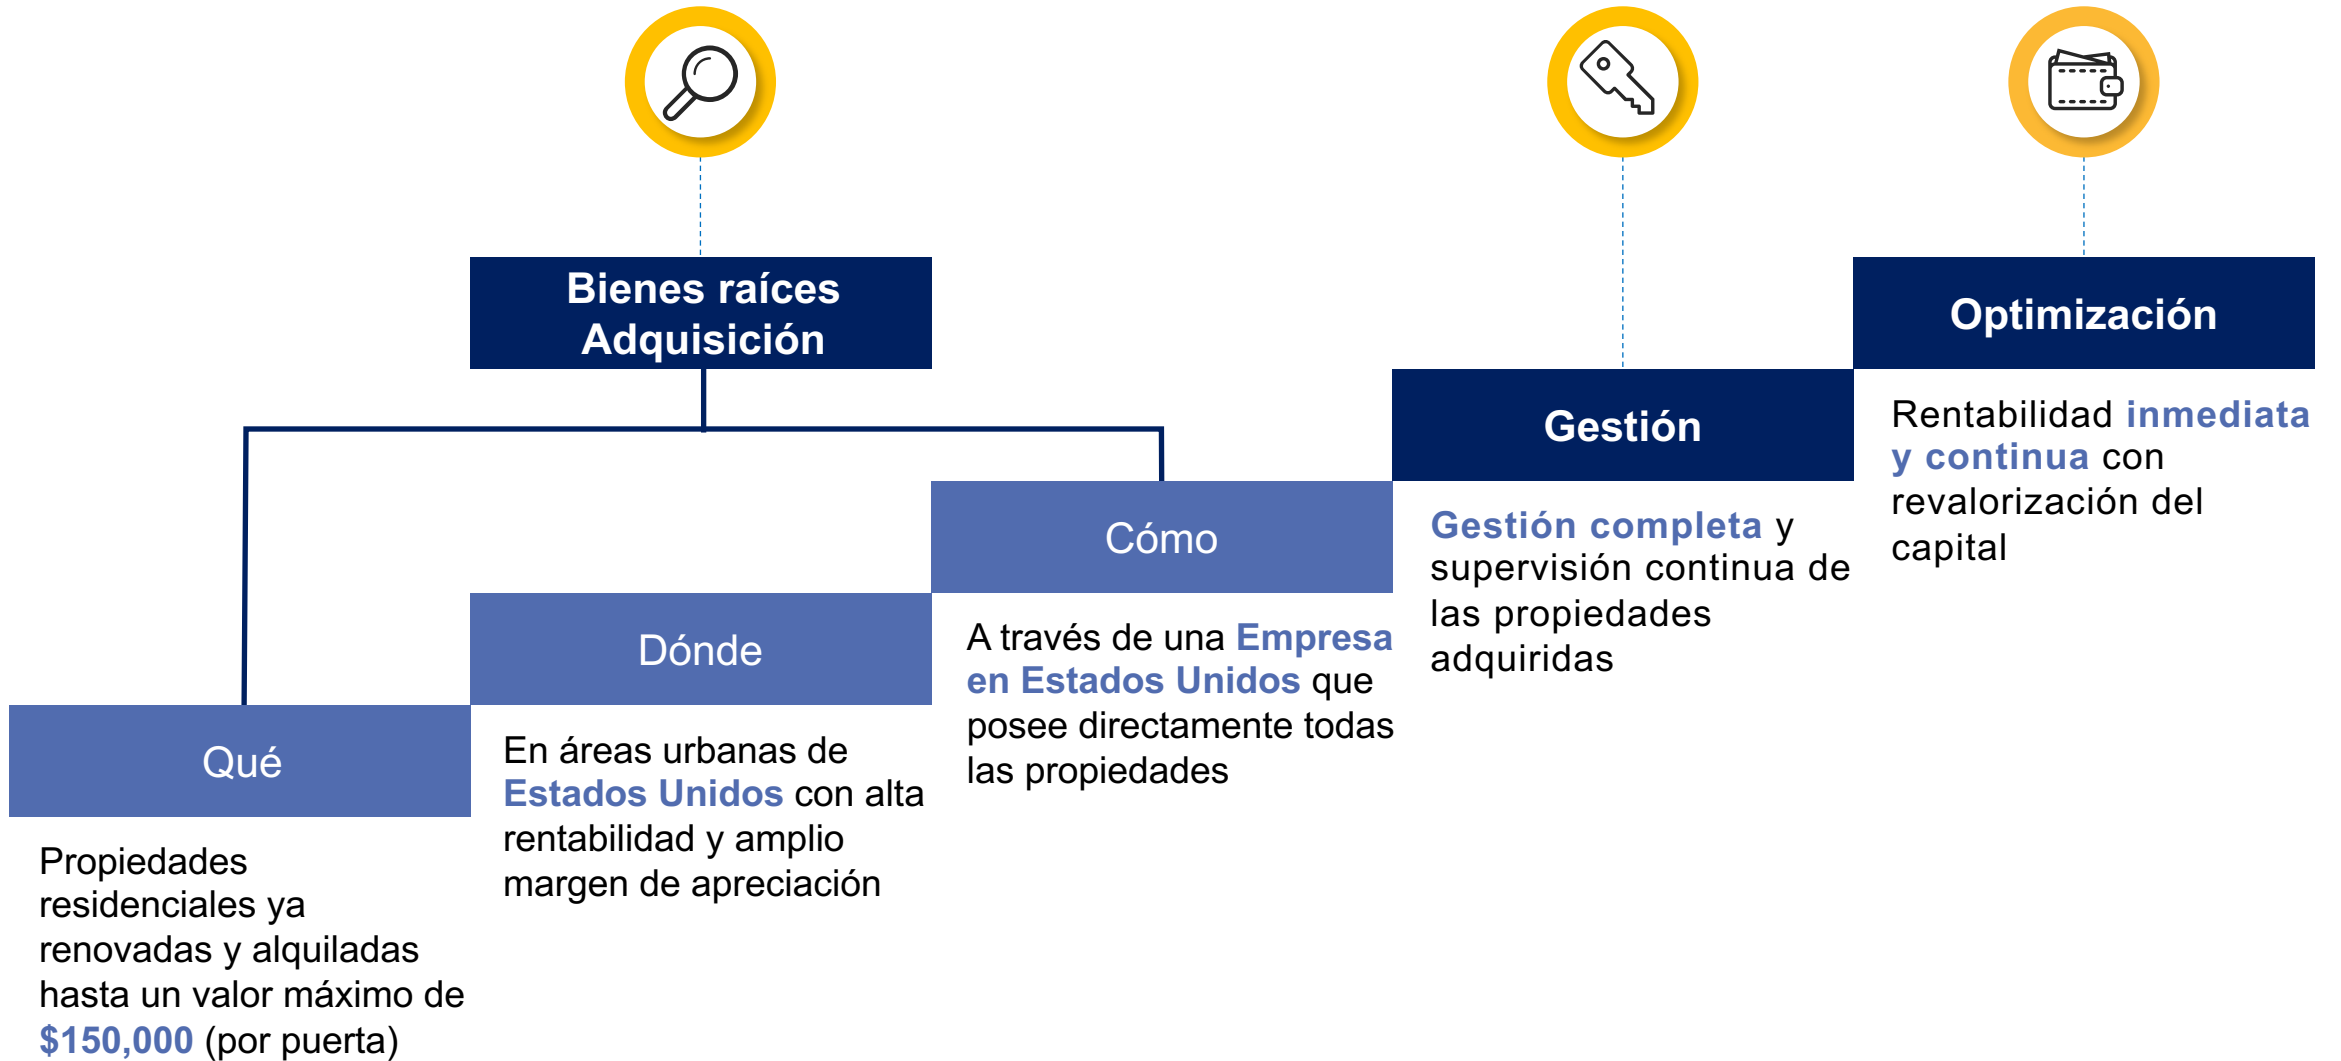 Bienes raíces
Adquisición
Qué
Propiedades
residenciales ya
renovadas y alquiladas
hasta un valor máximo de
$150,000 (por puerta)
Dónde
En áreas urbanas de
Estados Unidos con alta
rentabilidad y amplio
margen de apreciación
Cómo
A través de una Empresa
en Estados Unidos que
posee directamente todas
las propiedades
Gestión
Gestión completa y
supervisión continua de
las propiedades
adquiridas
Optimización
Rentabilidad inmediata
y continua con
revalorización del
capital